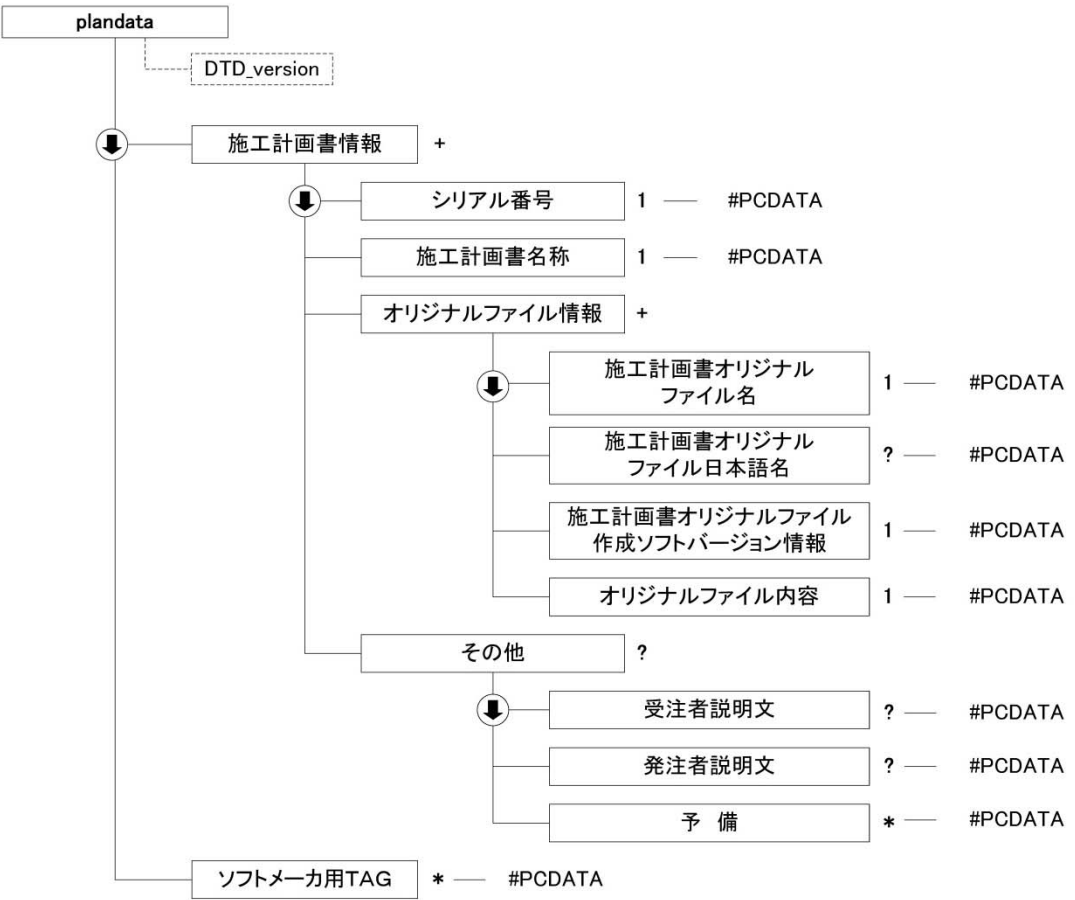 plandata
DTD_version
施工計画書情報 +
シリアル番号 1 #PCDATA
施工計画書名称 1 #PCDATA
オリジナルファイル情報 +
施工計画書オリジナル
ファイル名 1 #PCDATA
施工計画書オリジナル
ファイル日本語名 ? #PCDATA
施工計画書オリジナルファイル
作成ソフトバージョン情報 1 #PCDATA
オリジナルファイル内容 1 #PCDATA
その他 ?
受注者説明文 ? #PCDATA
発注者説明文 ? #PCDATA
予 備 * #PCDATA
ソフトメーカ用TAG * #PCDATA